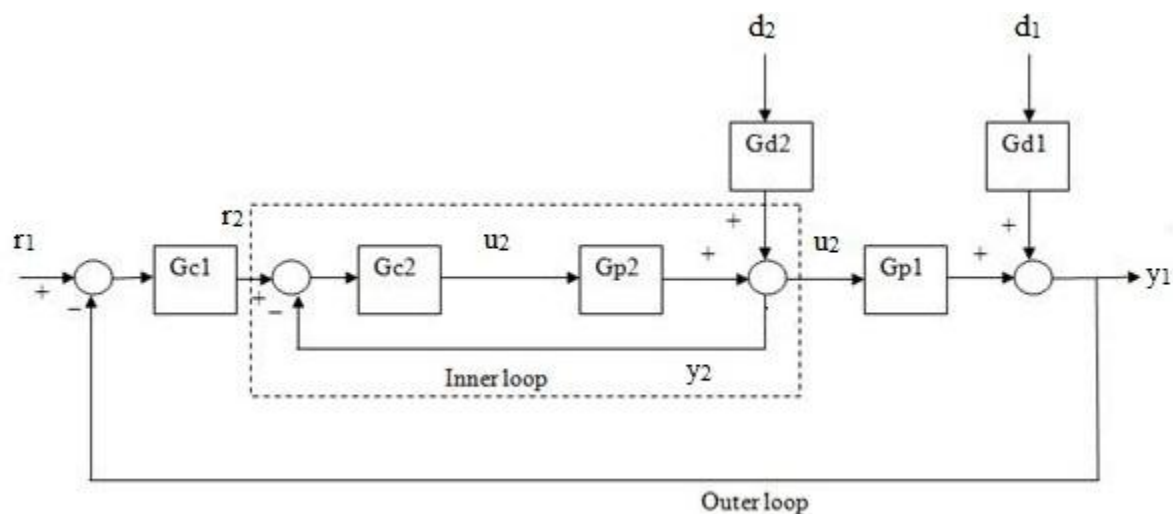 d2
d1
Gd2
Gd1
r1
+
−
Gc1
r2
+
−
Gc2
u2
Gp2
+
+
u2
Gp1
+
+
y1
Inner loop
y2
Outer loop